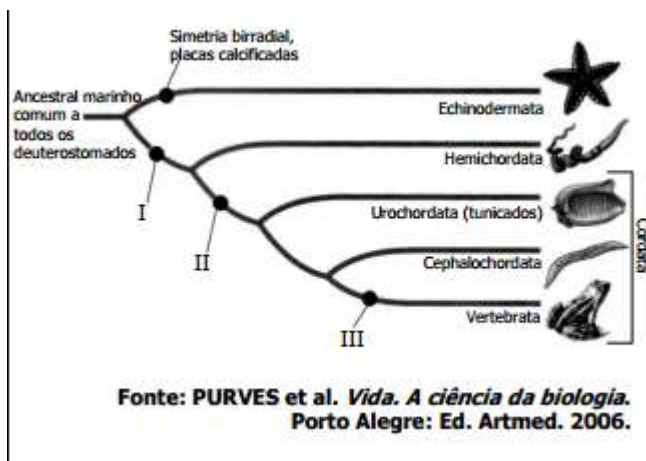 Simetria birradial,
placas calcificadas
Ancestral marinho
comum a
todos os
deuterostomados
Echinodermata
Hemichordata
I
Urochordata (tunicados)
II
Cephalochordata
Cordata
Vertebrata
III
Fonte: PURVES et al. Vida. A ciência da biologia.
Porto Alegre: Ed. Artmed. 2006.